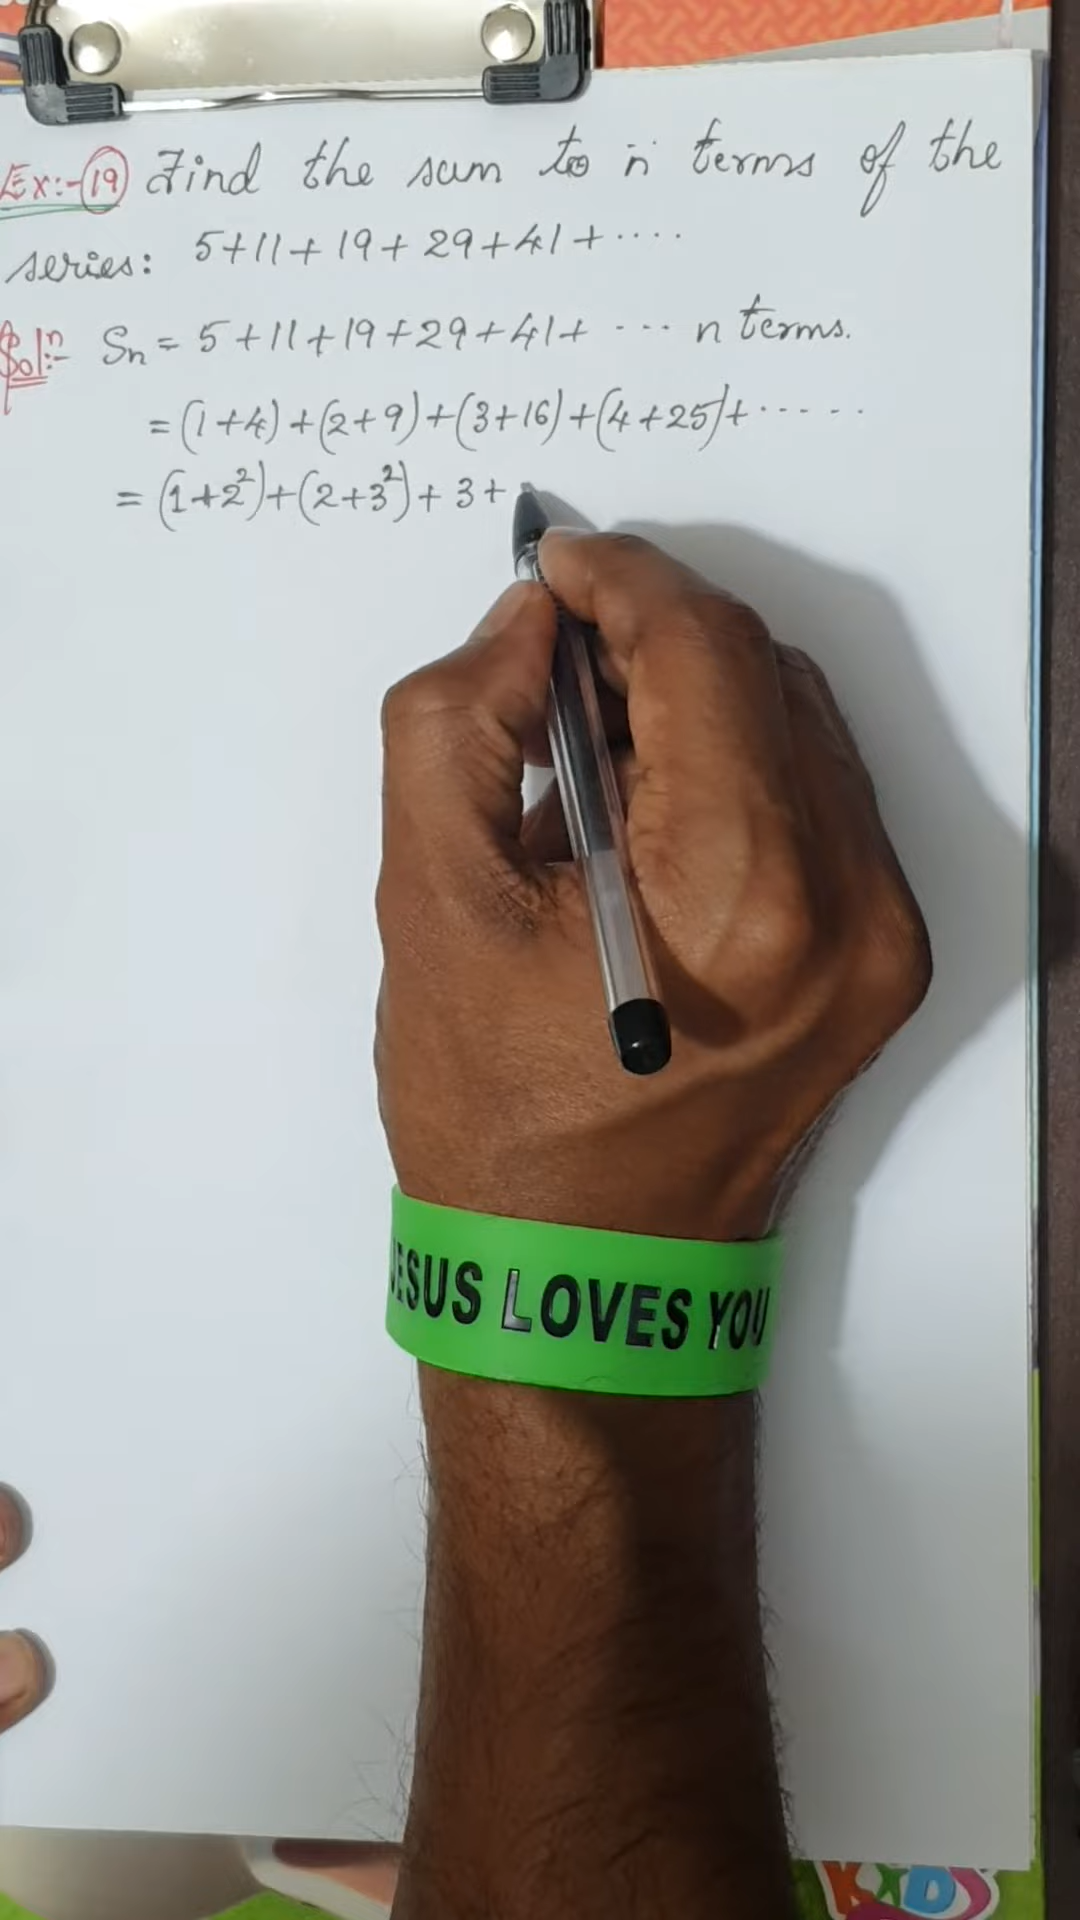 Ex:-19 Find the sum to n terms of the
series: 5+11+19+29+41+....
Solⁿ:- Sₙ = 5+11+19+29+41+ ... n terms.
= (1+4)+(2+9)+(3+16)+(4+25)+.....
= (1+2²)+(2+3²)+3+
JESUS LOVES YOU
KIDS